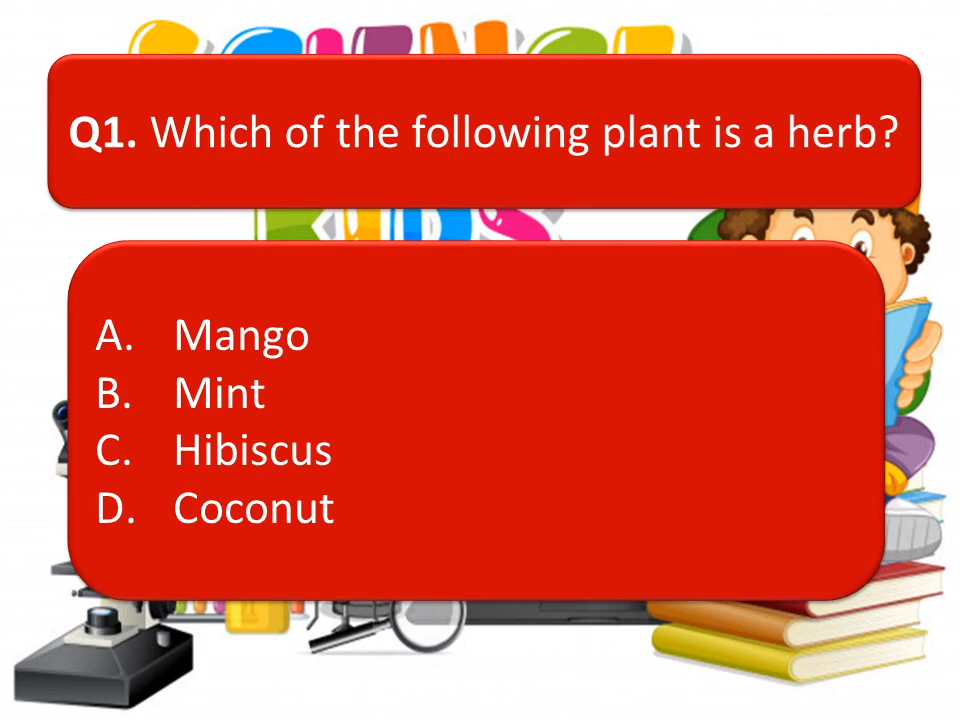 Q1. Which of the following plant is a herb?
A. Mango
B. Mint
C. Hibiscus
D. Coconut